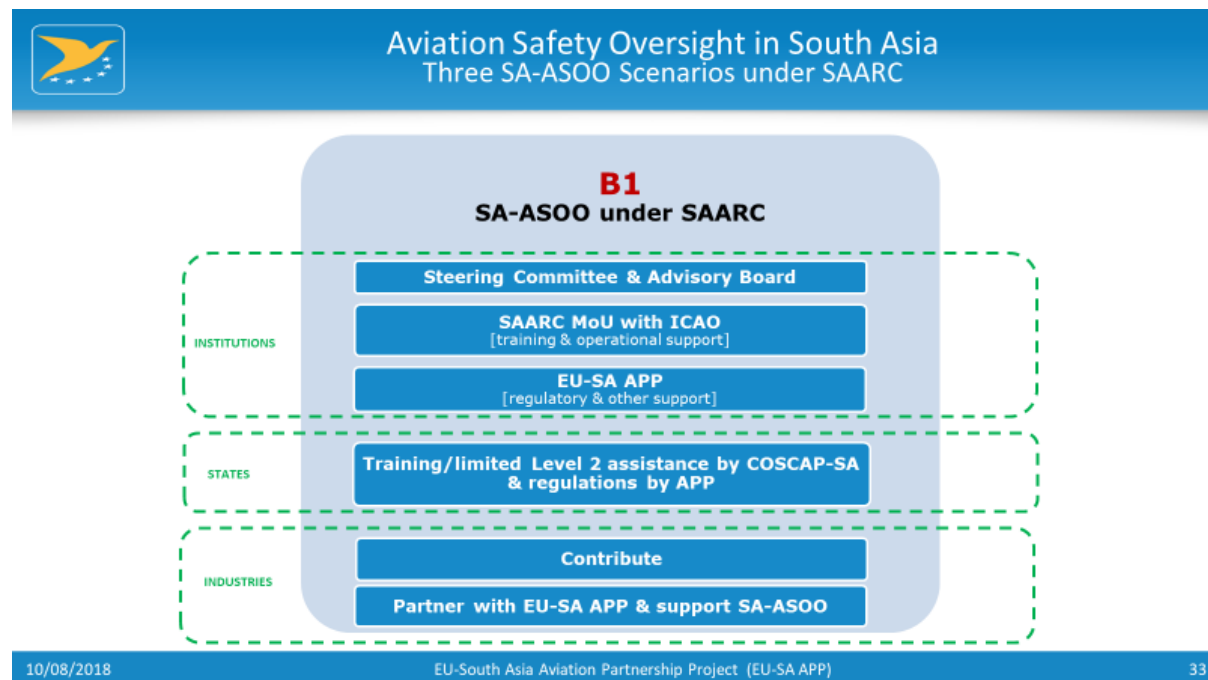 Aviation Safety Oversight in South Asia
Three SA-ASOO Scenarios under SAARC
B1
SA-ASOO under SAARC
INSTITUTIONS
Steering Committee & Advisory Board
SAARC MoU with ICAO
[training & operational support]
EU-SA APP
[regulatory & other support]
STATES
Training/limited Level 2 assistance by COSCAP-SA
& regulations by APP
INDUSTRIES
Contribute
Partner with EU-SA APP & support SA-ASOO
10/08/2018
EU-South Asia Aviation Partnership Project (EU-SA APP)
33